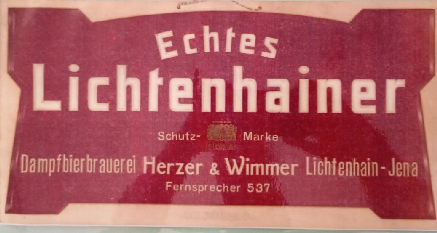 Echtes
Lichtenhainer
Schutz- Marke
Dampfbierbrauerei Herzer & Wimmer Lichtenhain-Jena
Fernsprecher 537